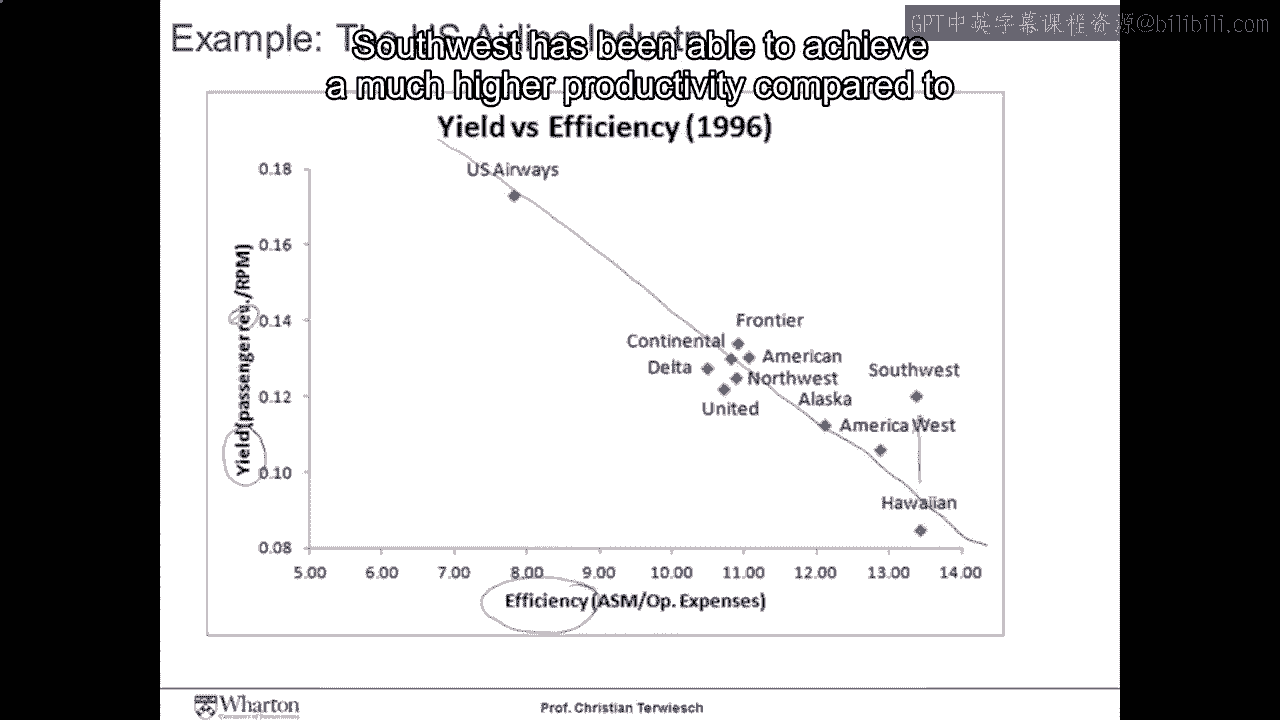 GPT中英字幕课程资源@bilibili.com
Example: The US Airline Industry
Southwest has been able to achieve
a much higher productivity compared to
Yield vs Efficiency (1996)
Yield(passenger rev./RPM)
0.18
0.16
0.14
0.12
0.10
0.08
US Airways
Frontier
Continental
American
Delta
Northwest
Southwest
United
Alaska
America West
Hawaiian
5.00 6.00 7.00 8.00 9.00 10.00 11.00 12.00 13.00 14.00
Efficiency (ASM/Op. Expenses)
Wharton
Prof. Christian Terwiesch